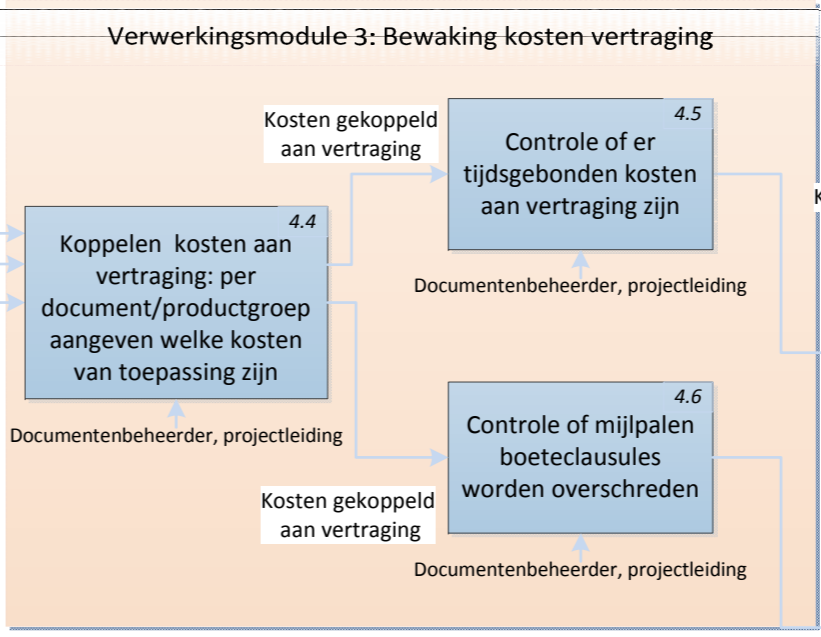 Verwerkingsmodule 3: Bewaking kosten vertraging
Kosten gekoppeld
aan vertraging
4.5
Controle of er
tijdsgebonden kosten
aan vertraging zijn
K
Documentenbeheerder, projectleiding
4.4
Koppelen kosten aan
vertraging: per
document/productgroep
aangeven welke kosten
van toepassing zijn
Documentenbeheerder, projectleiding
Kosten gekoppeld
aan vertraging
4.6
Controle of mijlpalen
boeteclausules
worden overschreden
Documentenbeheerder, projectleiding